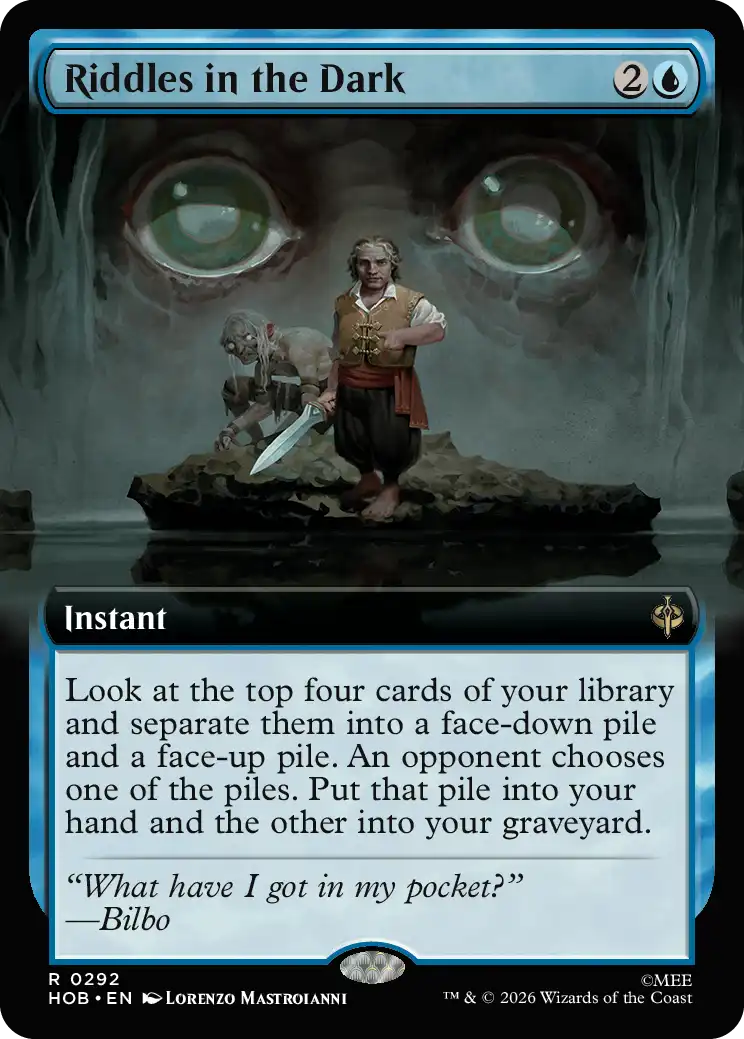 Riddles in the Dark 2
Instant
Look at the top four cards of your library
and separate them into a face-down pile
and a face-up pile. An opponent chooses
one of the piles. Put that pile into your
hand and the other into your graveyard.
“What have I got in my pocket?”
—Bilbo
R 0292
HOB • EN Lorenzo Mastroianni
©MEE
™ & © 2026 Wizards of the Coast